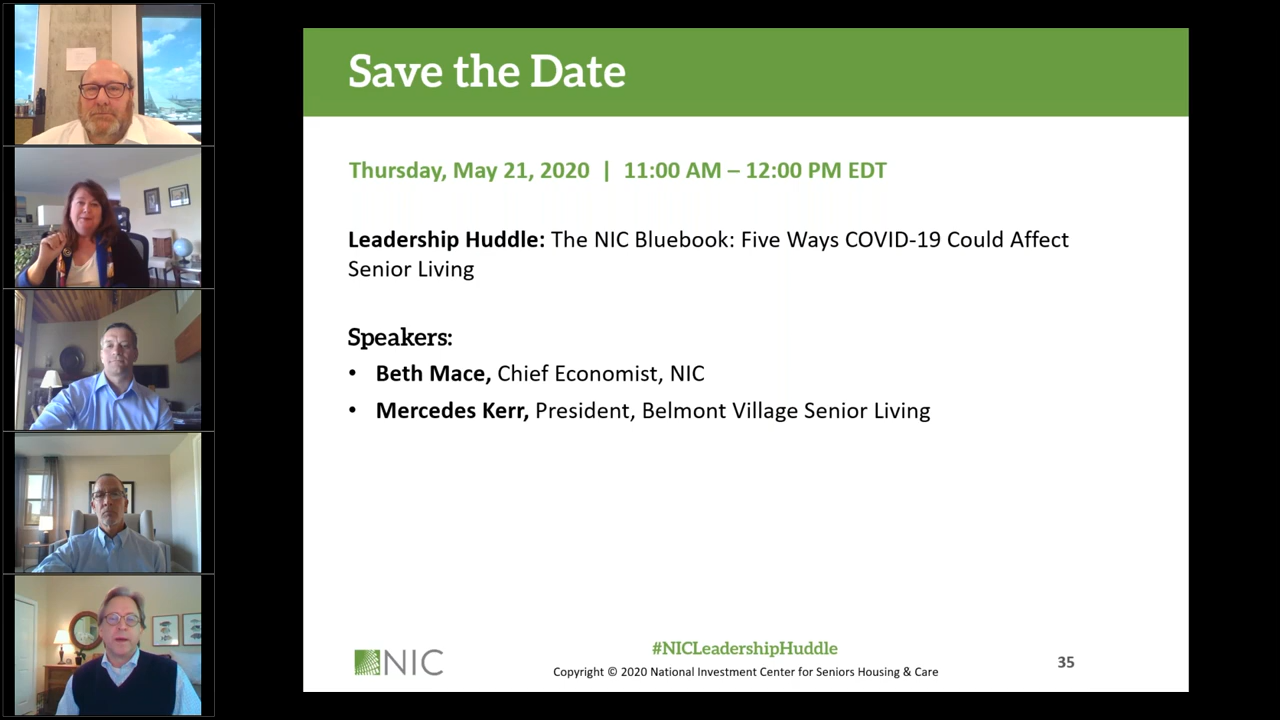 Save the Date
Thursday, May 21, 2020 | 11:00 AM – 12:00 PM EDT
Leadership Huddle: The NIC Bluebook: Five Ways COVID-19 Could Affect
Senior Living
Speakers:
• Beth Mace, Chief Economist, NIC
• Mercedes Kerr, President, Belmont Village Senior Living
NIC
#NICLeadershipHuddle
Copyright © 2020 National Investment Center for Seniors Housing & Care
35